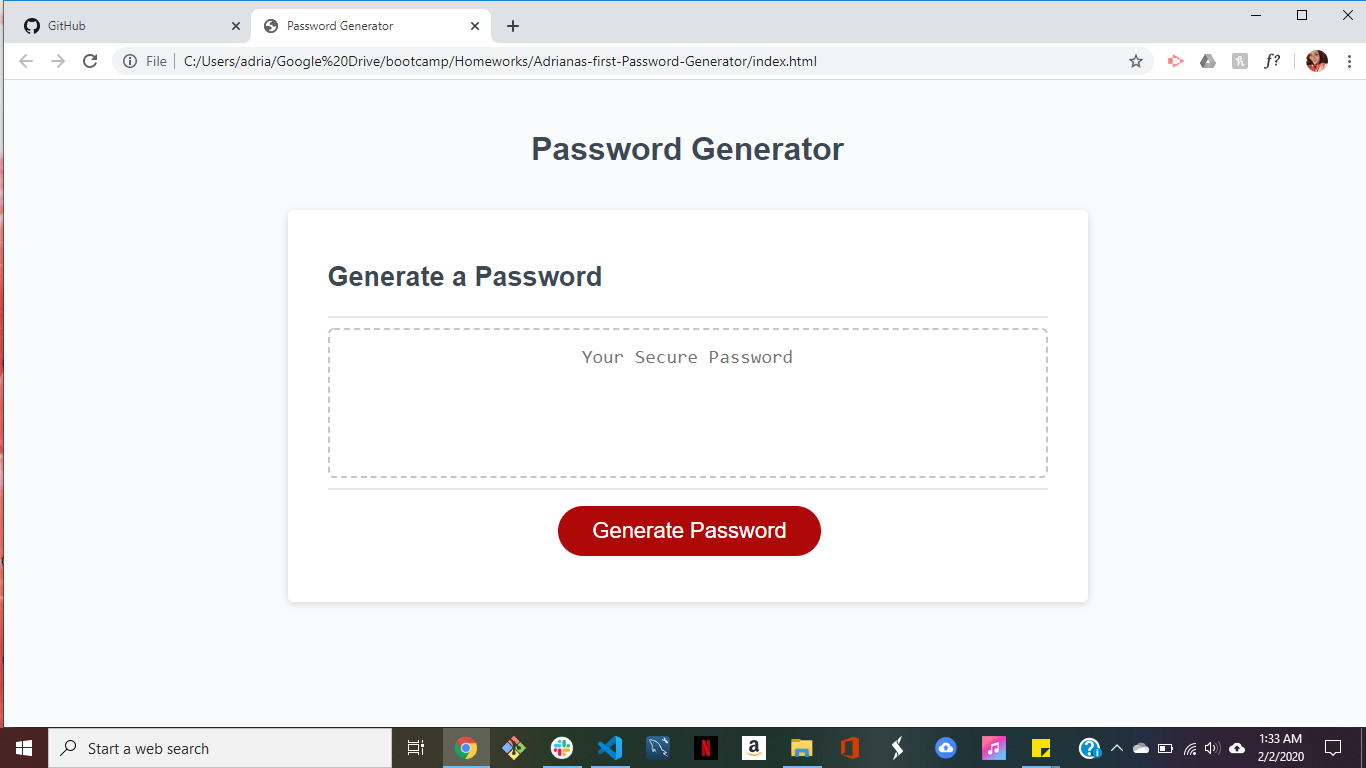 GitHub
Password Generator
File
C:/Users/adria/Google%20Drive/bootcamp/Homeworks/Adrianas-first-Password-Generator/index.html
f?
Password Generator
Generate a Password
Your Secure Password
Generate Password
Start a web search
1:33 AM
2/2/2020